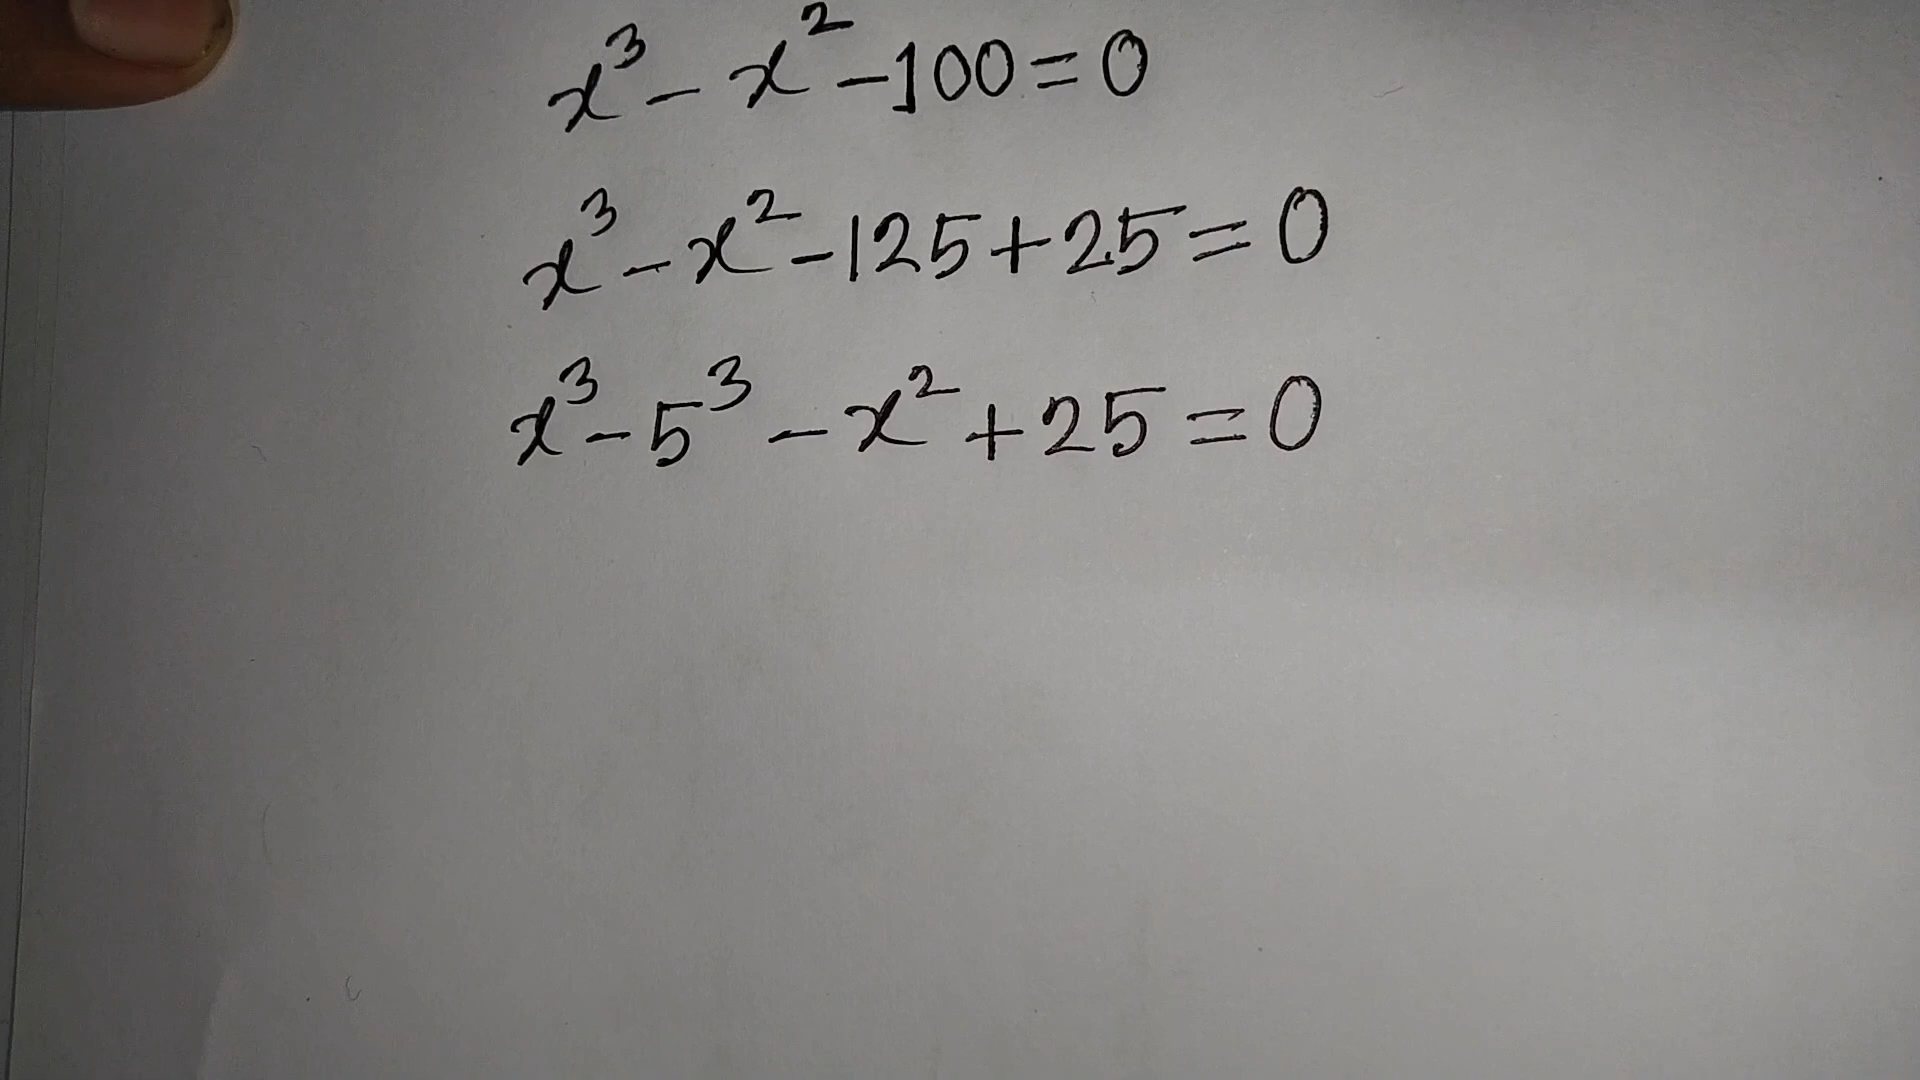 x³ - x² - 100 = 0
x³ - x² - 125 + 25 = 0
x³ - 5³ - x² + 25 = 0